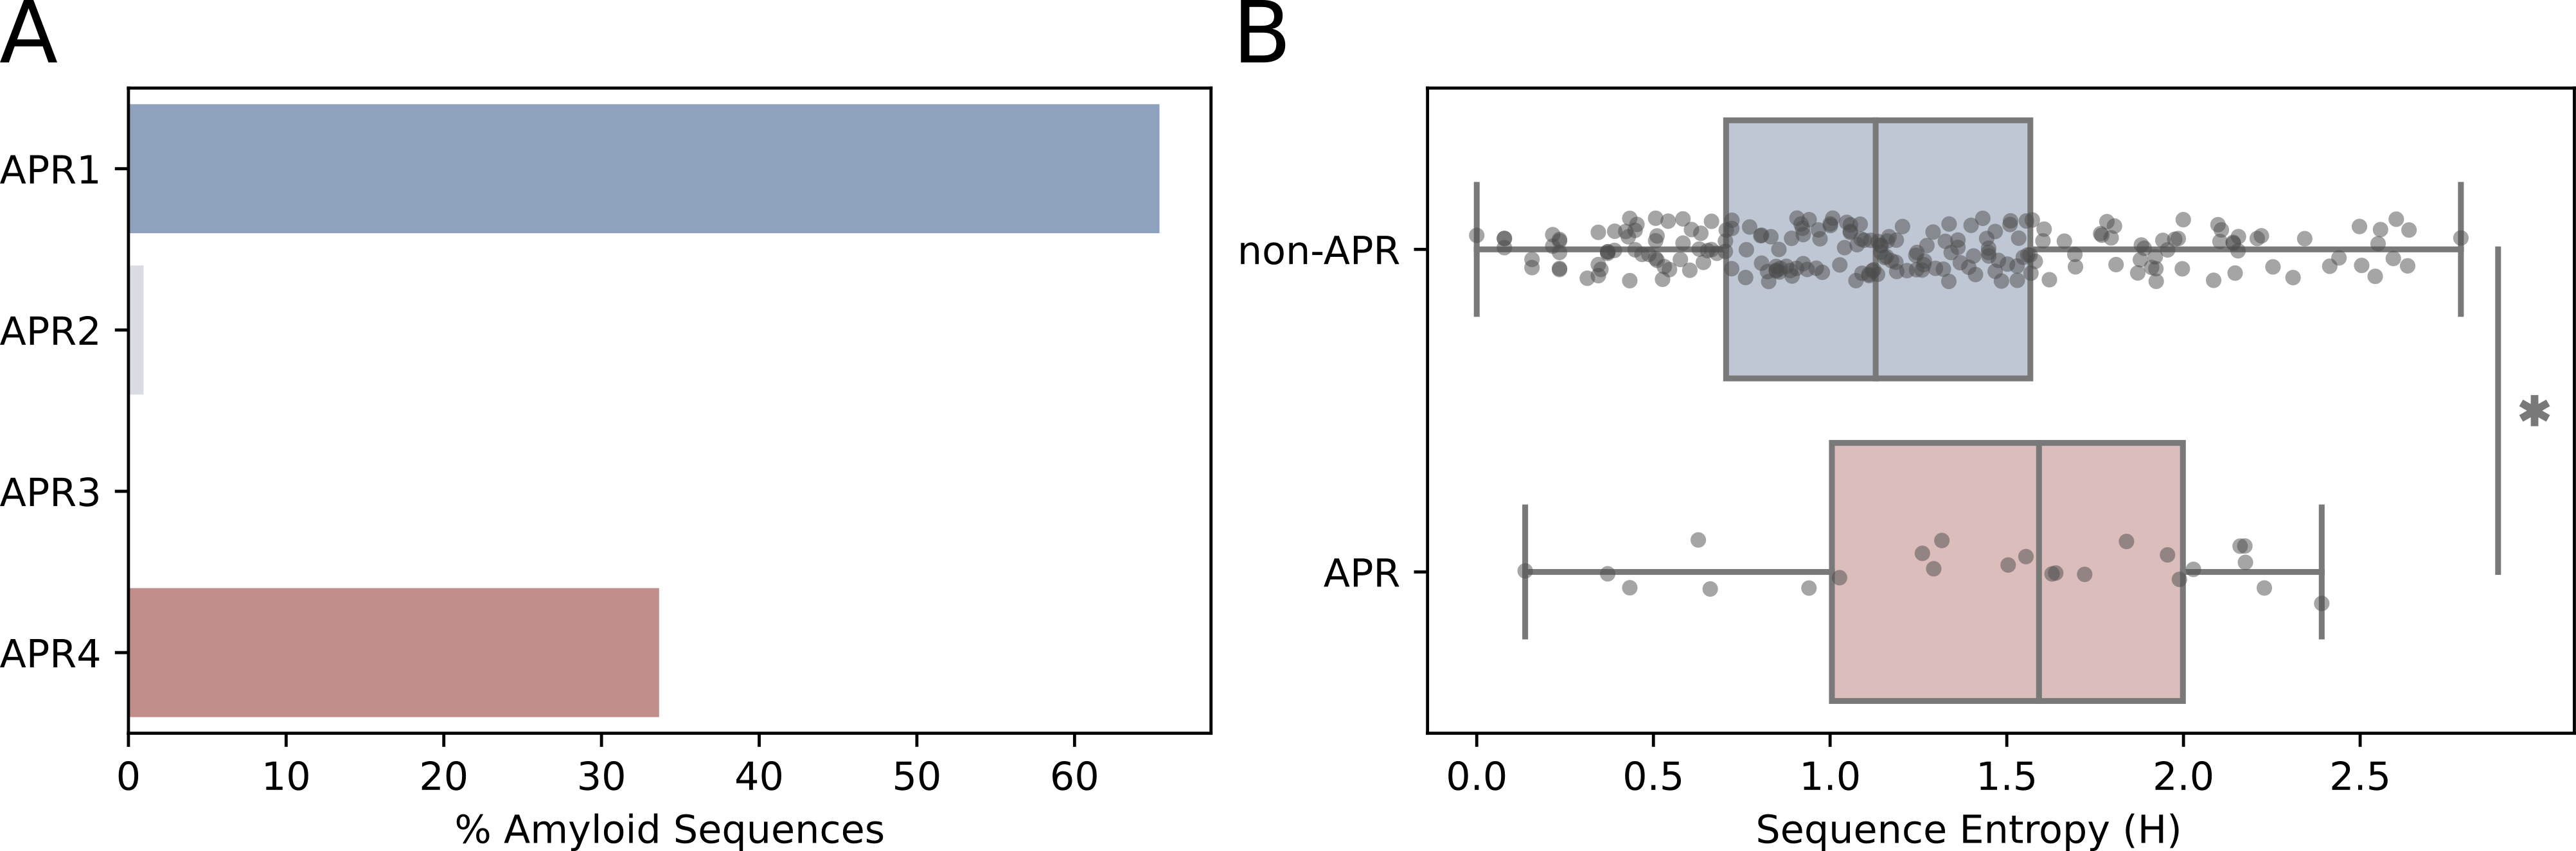 A
APR1
APR2
APR3
APR4
0 10 20 30 40 50 60
% Amyloid Sequences
B
non-APR
APR
*
0.0 0.5 1.0 1.5 2.0 2.5
Sequence Entropy (H)